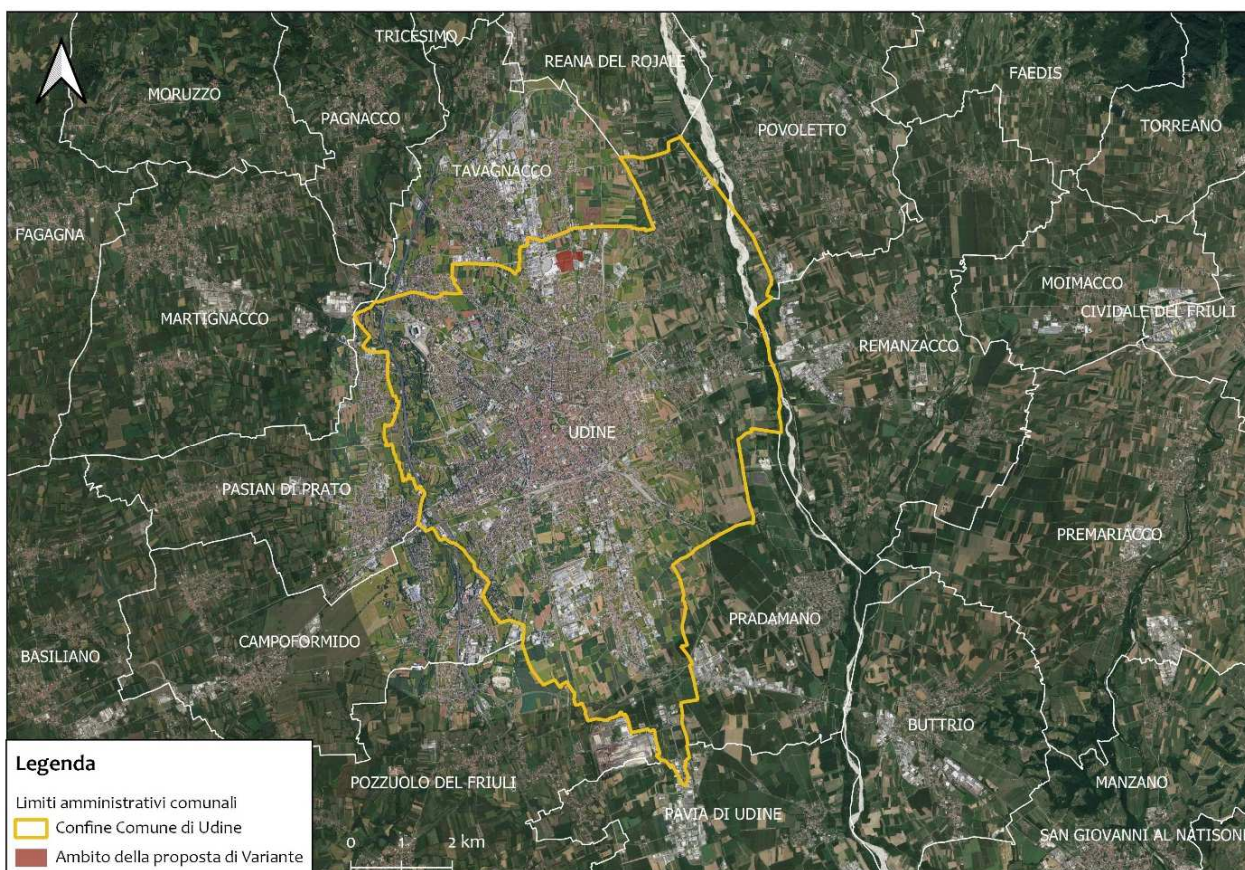 TRICESIMO
REANA DEL ROJALE
FAEDIS
MORUZZO
PAGNACCO
POVOLETTO
TORREANO
TAVAGNACCO
FAGAGNA
MOIMACCO
CIVIDALE DEL FRIULI
MARTIGNACCO
REMANZACCO
UDINE
PASIAN DI PRATO
PREMARIACCO
PRADAMANO
CAMPOFORMIDO
BASILIANO
BUTTRIO
POZZUOLO DEL FRIULI
MANZANO
PAVIA DI UDINE
SAN GIOVANNI AL NATISONE
Legenda
Limiti amministrativi comunali
Confine Comune di Udine
Ambito della proposta di Variante
0 1 2 km